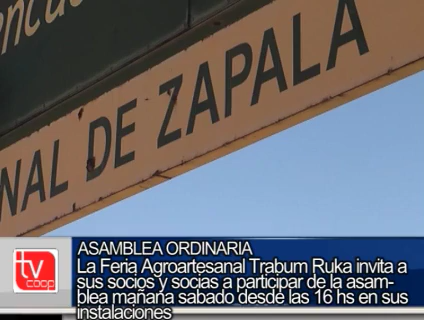 NAL DE ZAPALA
tv
coop
ASAMBLEA ORDINARIA
La Feria Agroartesanal Trabum Ruka invita a
sus socios y socias a participar de la asam-
blea mañana sabado desde las 16 hs en sus
instalaciones